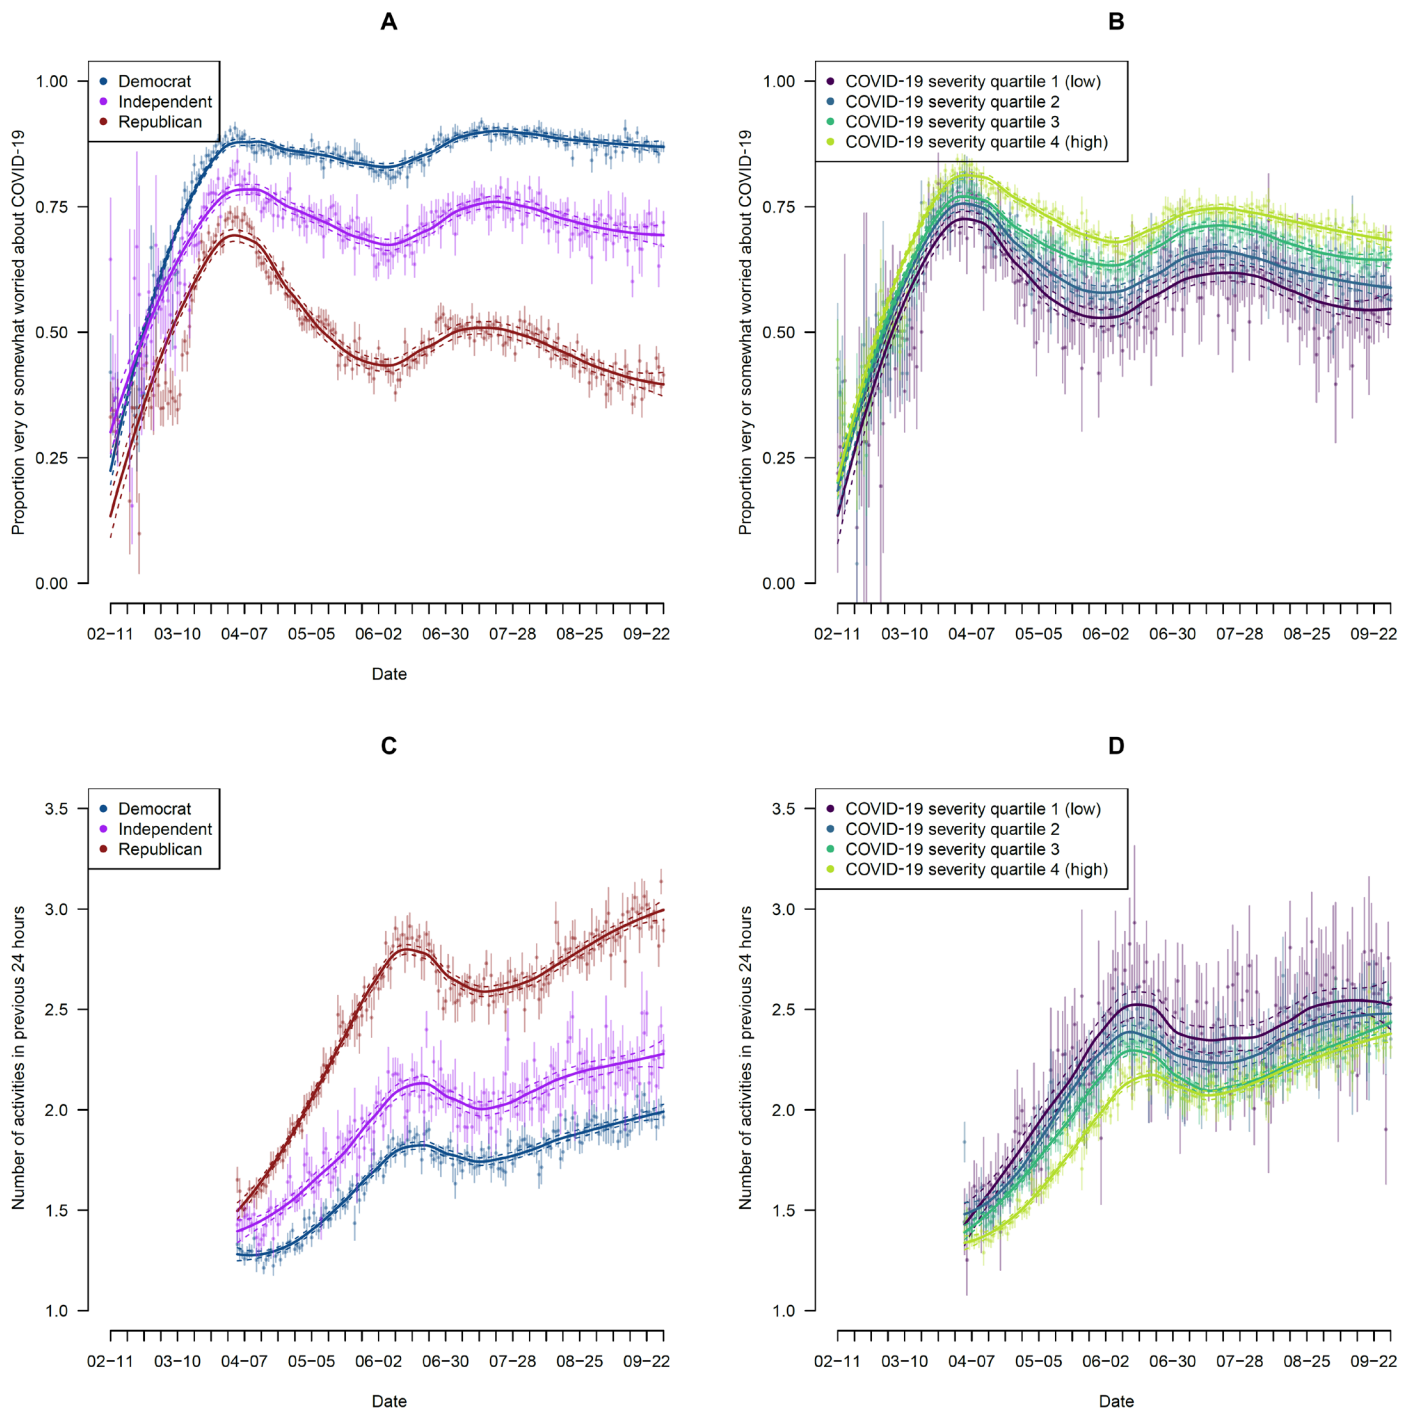 A
Democrat
Independent
Republican
Proportion very or somewhat worried about COVID-19
1.00
0.75
0.50
0.25
0.00
02-11 03-10 04-07 05-05 06-02 06-30 07-28 08-25 09-22
Date
B
COVID-19 severity quartile 1 (low)
COVID-19 severity quartile 2
COVID-19 severity quartile 3
COVID-19 severity quartile 4 (high)
Proportion very or somewhat worried about COVID-19
1.00
0.75
0.50
0.25
0.00
02-11 03-10 04-07 05-05 06-02 06-30 07-28 08-25 09-22
Date
C
Democrat
Independent
Republican
Number of activities in previous 24 hours
3.5
3.0
2.5
2.0
1.5
1.0
02-11 03-10 04-07 05-05 06-02 06-30 07-28 08-25 09-22
Date
D
COVID-19 severity quartile 1 (low)
COVID-19 severity quartile 2
COVID-19 severity quartile 3
COVID-19 severity quartile 4 (high)
Number of activities in previous 24 hours
3.5
3.0
2.5
2.0
1.5
1.0
02-11 03-10 04-07 05-05 06-02 06-30 07-28 08-25 09-22
Date